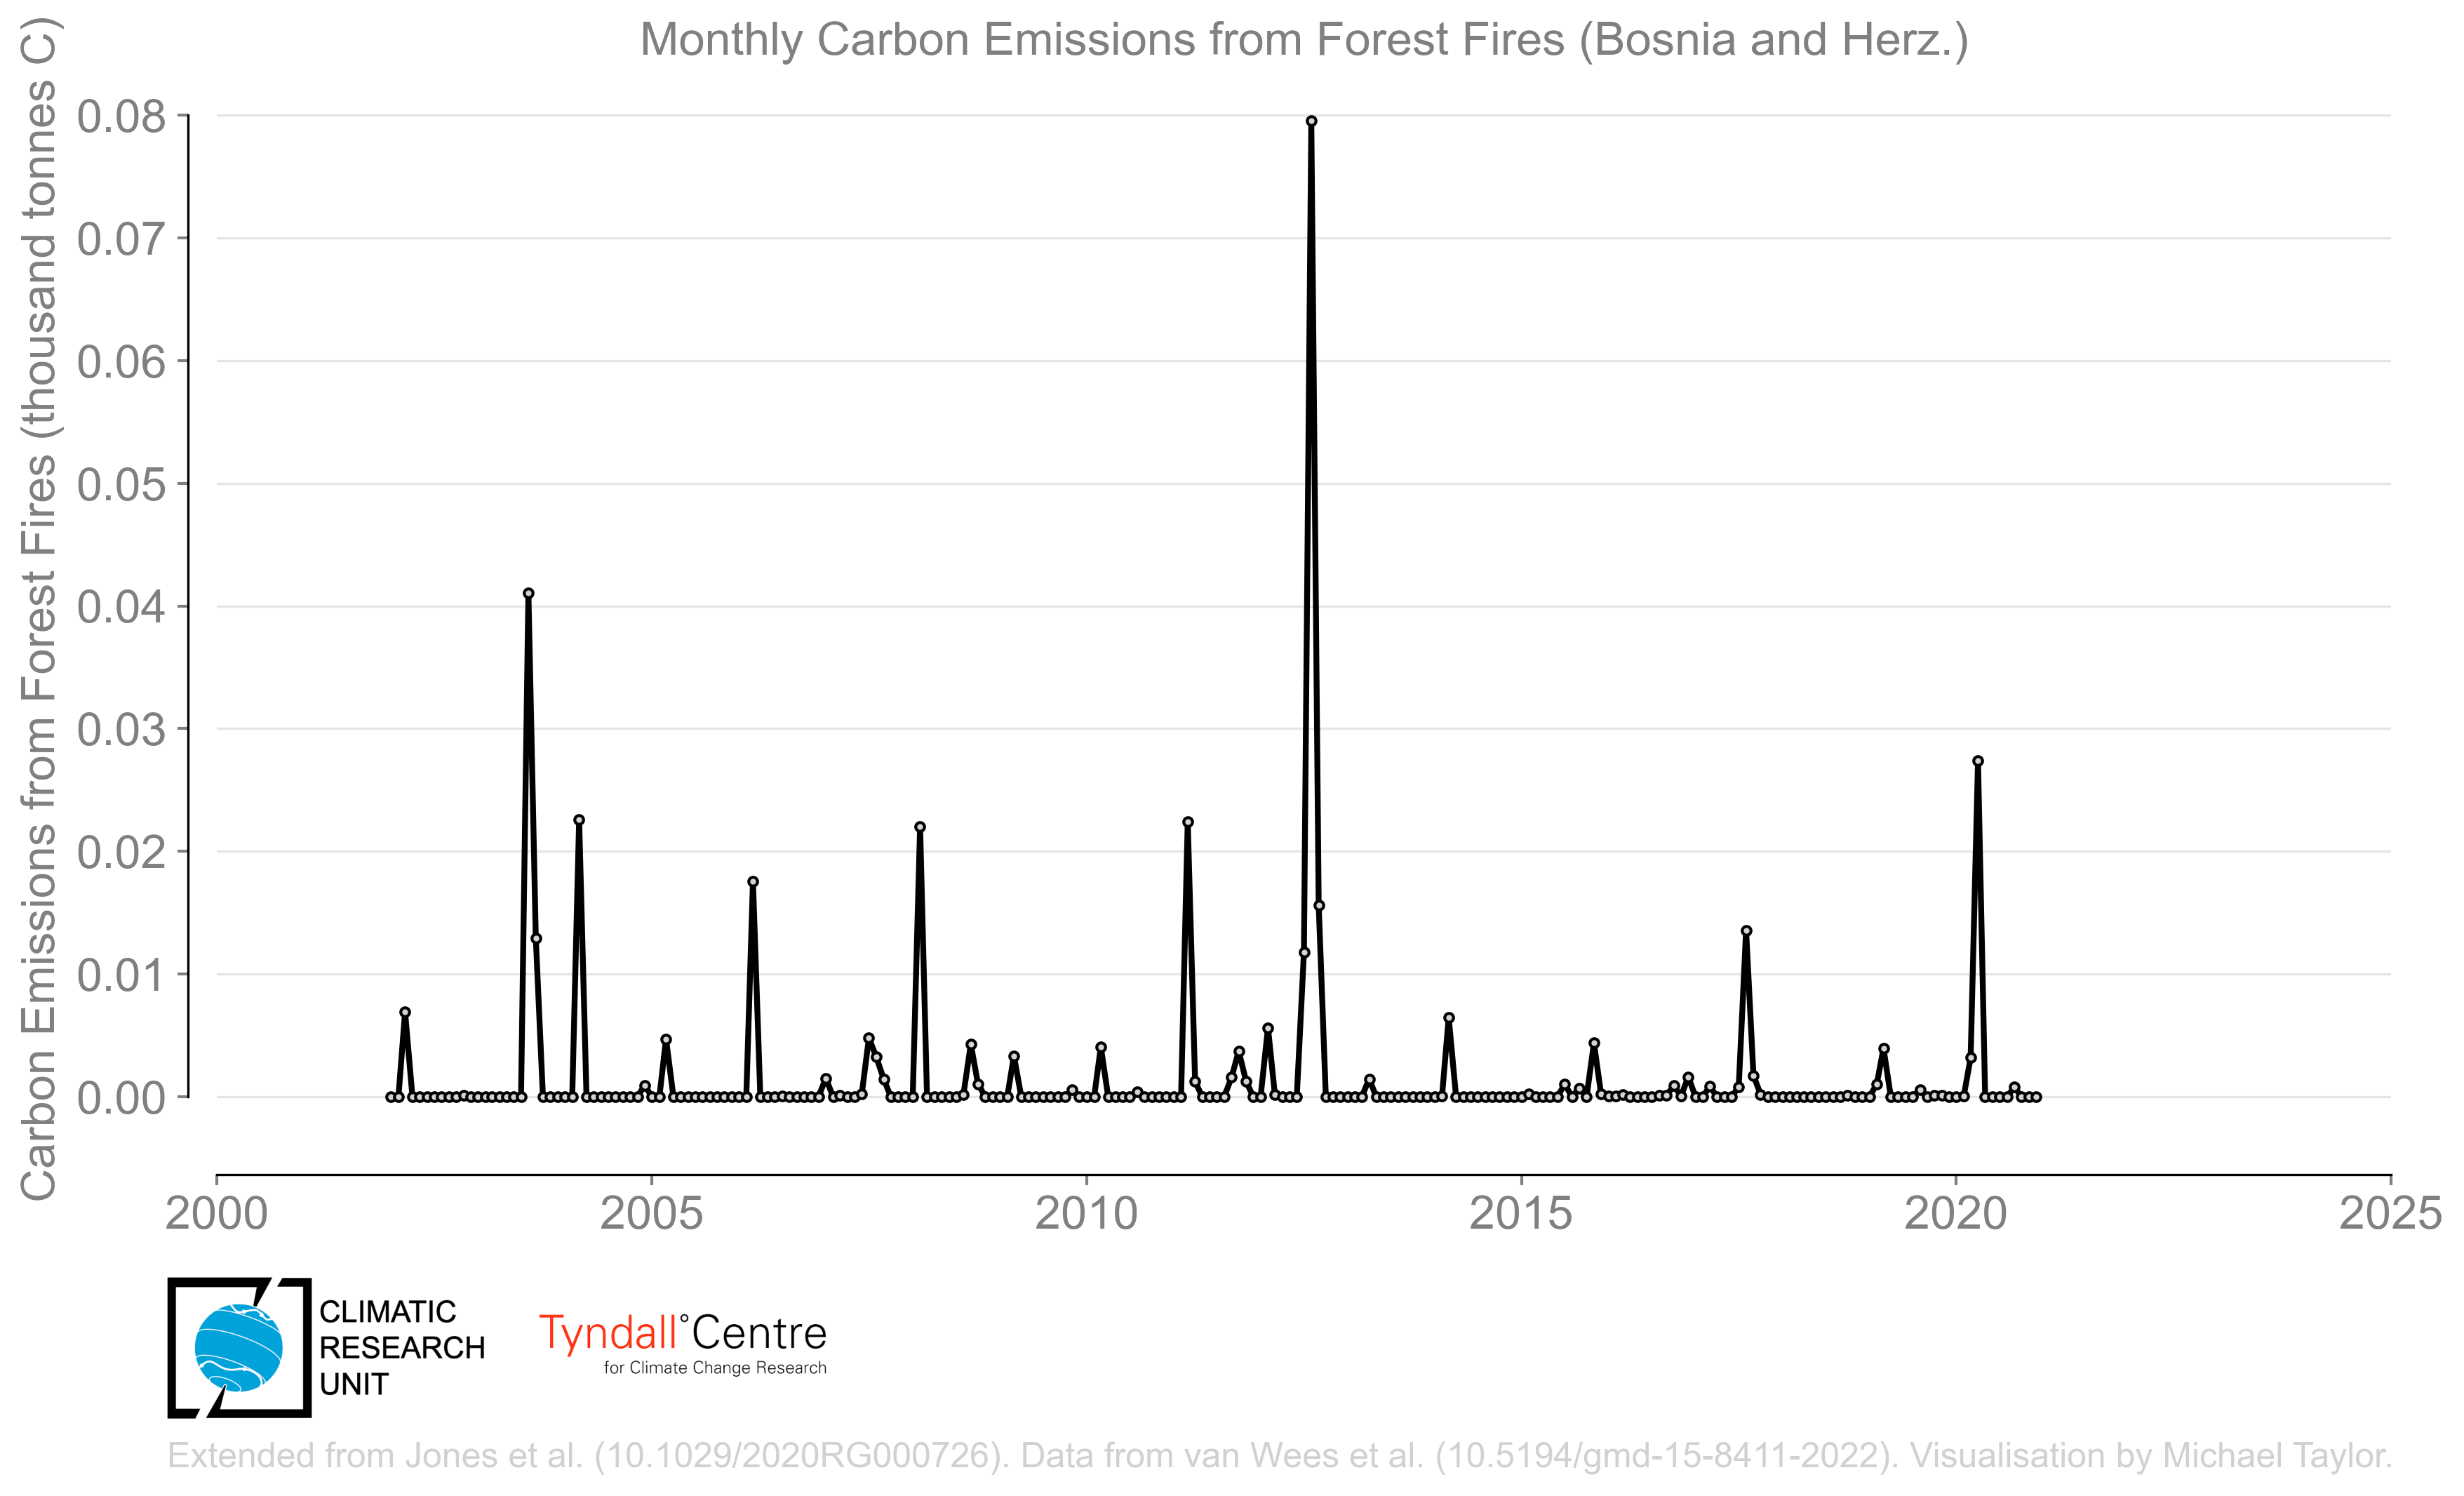 Monthly Carbon Emissions from Forest Fires (Bosnia and Herz.)
Carbon Emissions from Forest Fires (thousand tonnes C)
0.08
0.07
0.06
0.05
0.04
0.03
0.02
0.01
0.00
2000 2005 2010 2015 2020 2025
CLIMATIC
RESEARCH
UNIT
Tyndall°Centre
for Climate Change Research
Extended from Jones et al. (10.1029/2020RG000726). Data from van Wees et al. (10.5194/gmd-15-8411-2022). Visualisation by Michael Taylor.